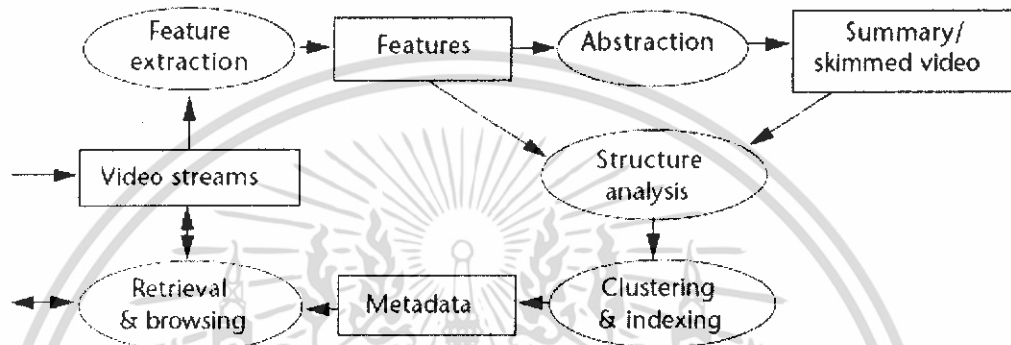 Feature
extraction
Features
Abstraction
Summary/
skimmed video
Video streams
Structure
analysis
Retrieval
& browsing
Metadata
Clustering
& indexing